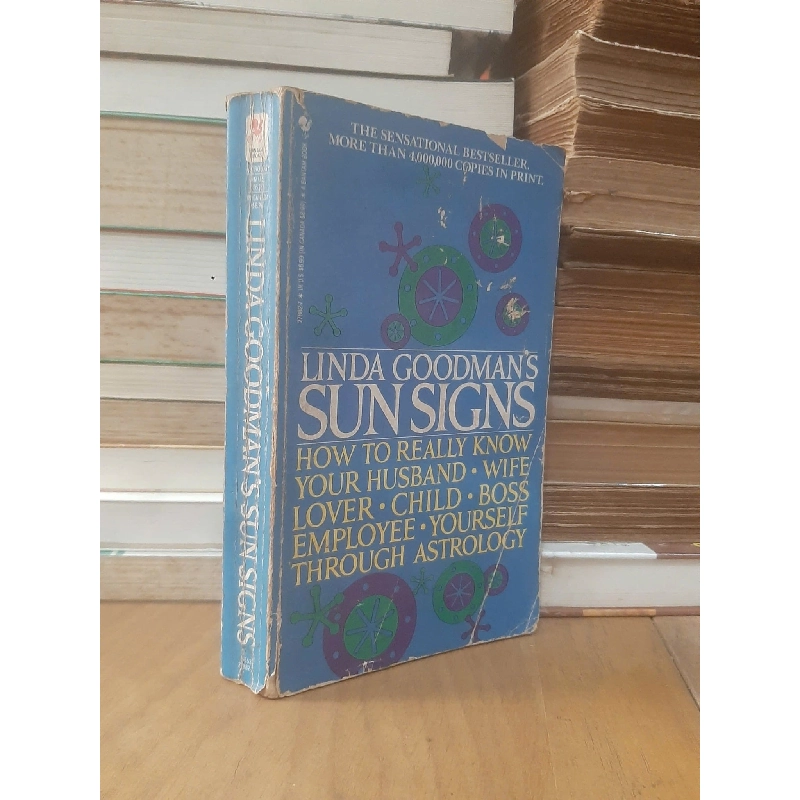 THE SENSATIONAL BESTSELLER.
MORE THAN 4,000,000 COPIES IN PRINT.
LINDA GOODMAN'S
SUN SIGNS
HOW TO REALLY KNOW
YOUR HUSBAND • WIFE
LOVER • CHILD • BOSS
EMPLOYEE • YOURSELF
THROUGH ASTROLOGY
LINDA GOODMAN'S SUN SIGNS